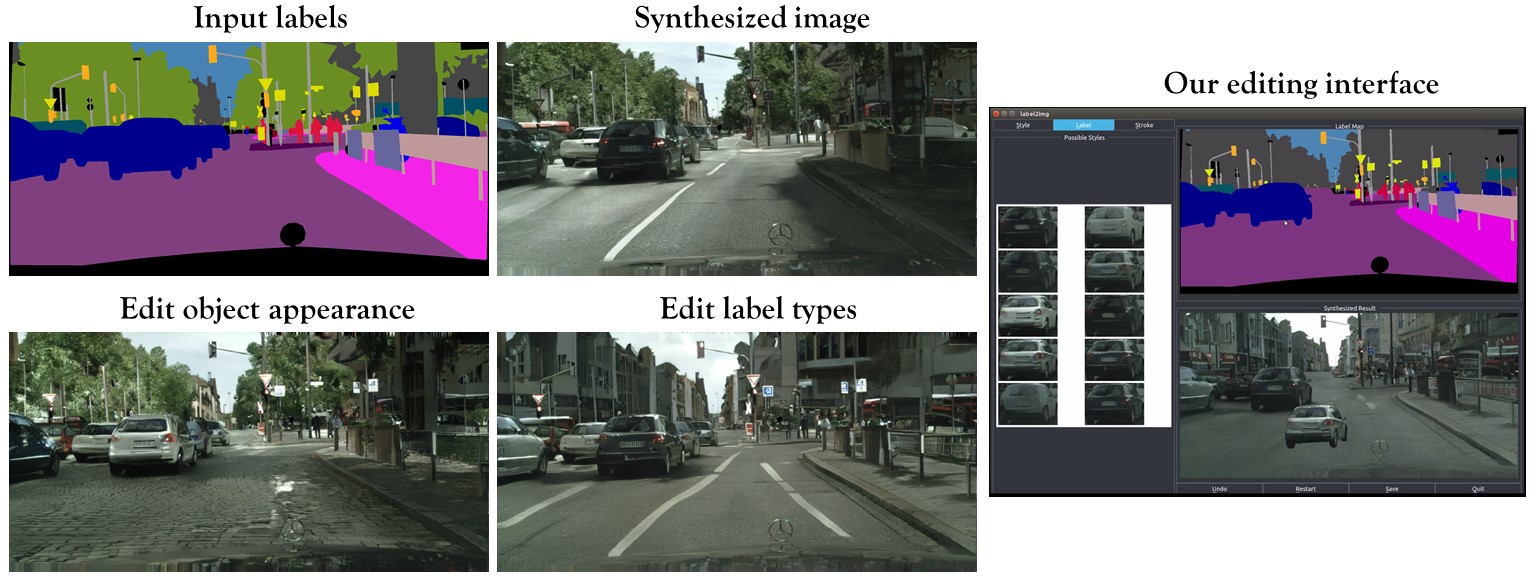 Input labels
Synthesized image
Our editing interface
label2img
Style
Label
Stroke
Possible Styles
Label Map
Edit object appearance
Edit label types
Synthesized Result
Undo
Restart
Save
Quit